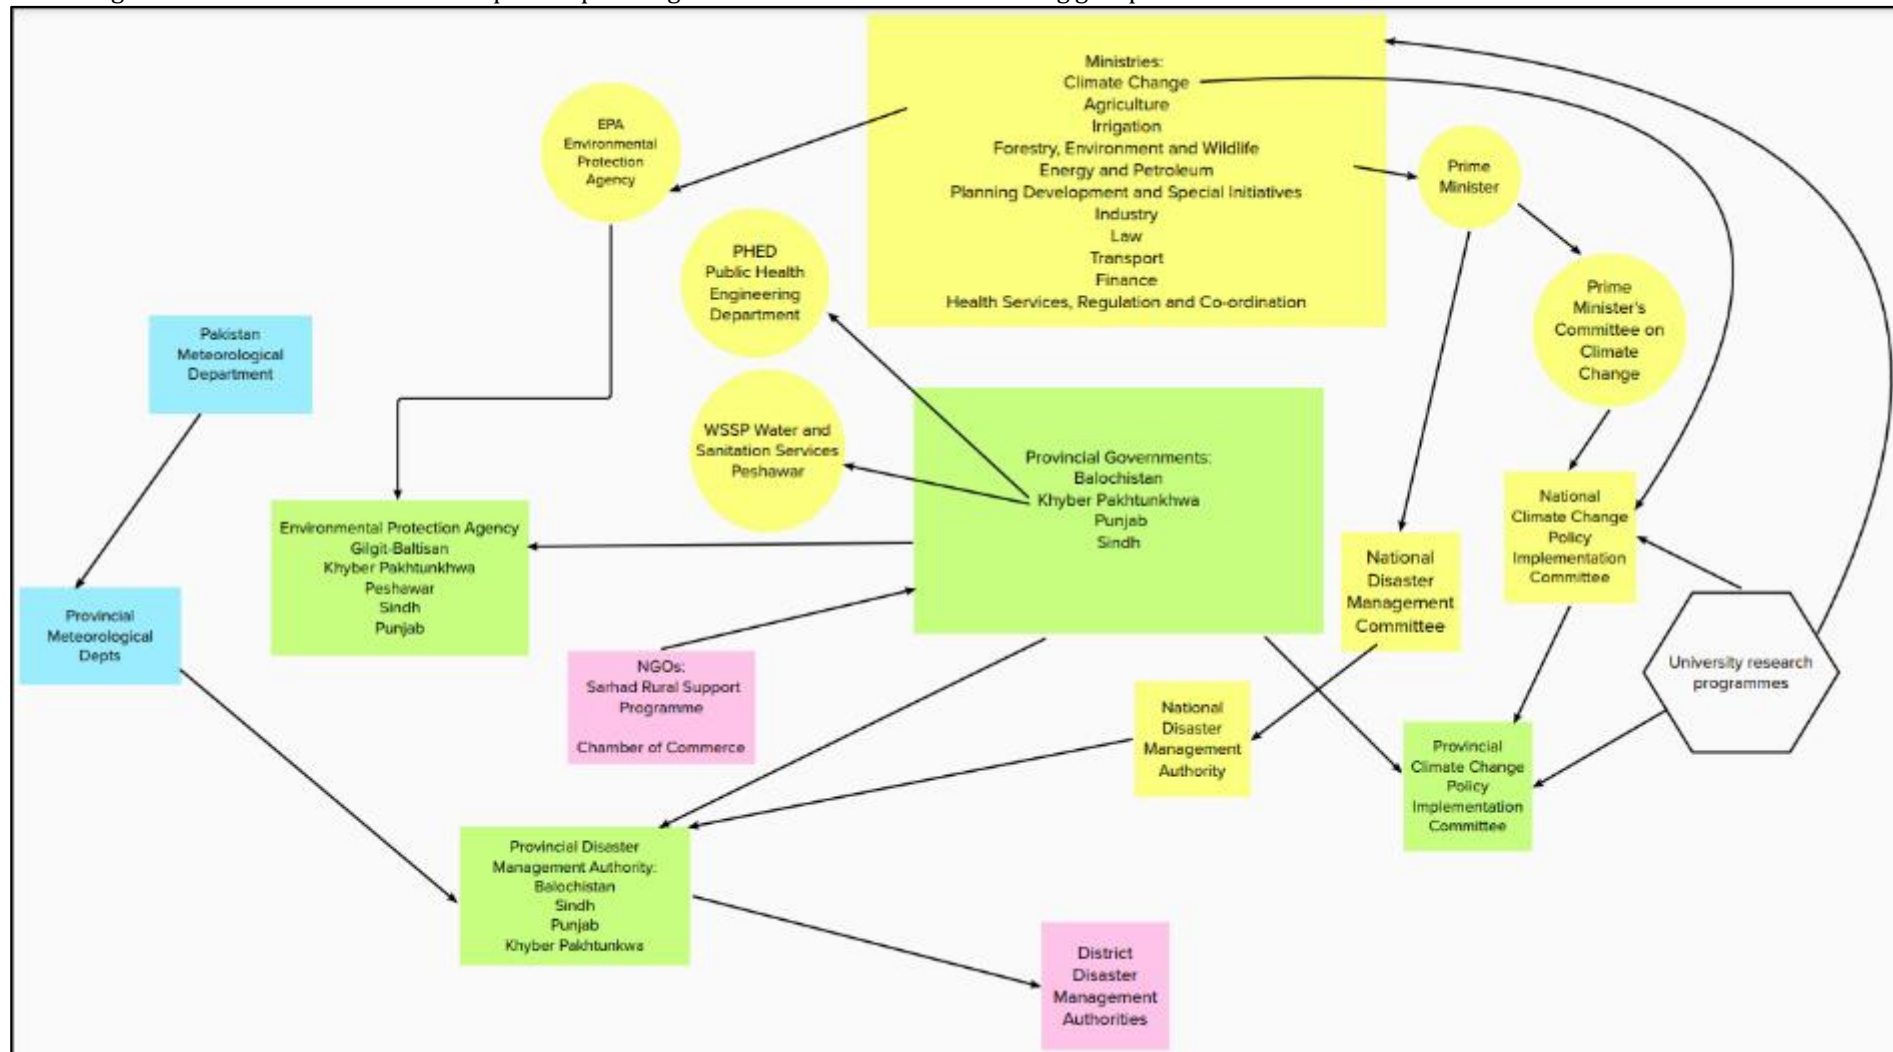 Ministries:
Climate Change
Agriculture
Irrigation
Forestry, Environment and Wildlife
Energy and Petroleum
Planning Development and Special Initiatives
Industry
Law
Transport
Finance
Health Services, Regulation and Co-ordination
EPA
Environmental
Protection
Agency
Prime
Minister
PHED
Public Health
Engineering
Department
Prime
Minister's
Committee on
Climate
Change
Pakistan
Meteorological
Department
WSSP Water and
Sanitation Services
Peshawar
Provincial Governments:
Balochistan
Khyber Pakhtunkhwa
Punjab
Sindh
National
Climate Change
Policy
Implementation
Committee
Environmental Protection Agency
Gilgit-Baltisan
Khyber Pakhtunkhwa
Peshawar
Sindh
Punjab
National
Disaster
Management
Committee
Provincial
Meteorological
Depts
NGOs:
Sarhad Rural Support
Programme
Chamber of Commerce
University research
programmes
National
Disaster
Management
Authority
Provincial
Climate Change
Policy
Implementation
Committee
Provincial Disaster
Management Authority:
Balochistan
Sindh
Punjab
Khyber Pakhtunkwa
District
Disaster
Management
Authorities